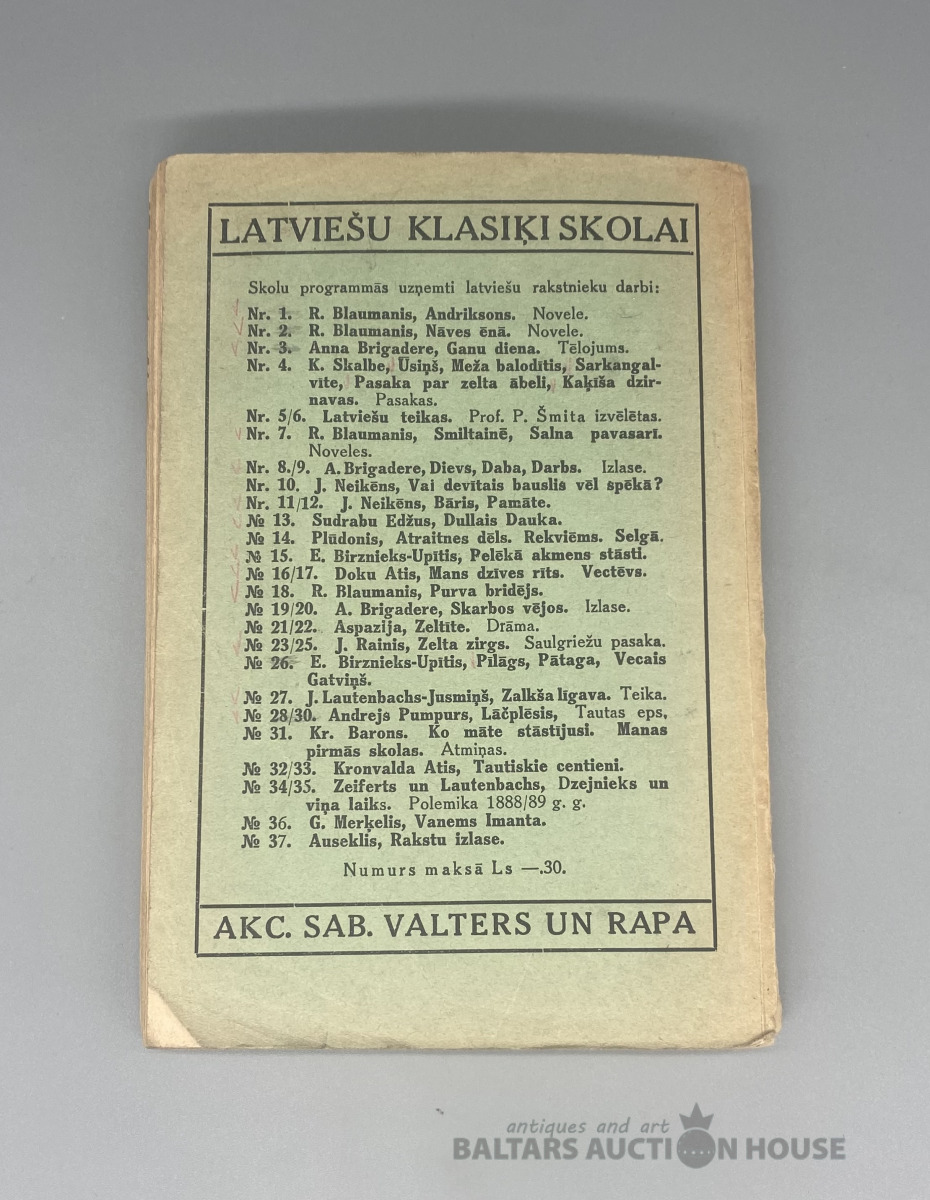 LATVIEŠU KLASIĶI SKOLAI
Skolu programmās uzņemti latviešu rakstnieku darbi:
Nr. 1. R. Blaumanis, Andriksons. Novele.
Nr. 2. R. Blaumanis, Nāves ēnā. Novele.
Nr. 3. Anna Brigadere, Ganu diena. Tēlojums.
Nr. 4. K. Skalbe, Ūsiņš, Meža balodītis, Sarkangal-
vīte, Pasaka par zelta ābeli, Kaķīša dzir-
navas. Pasakas.
Nr. 5/6. Latviešu teikas. Prof. P. Šmita izvēlētas.
Nr. 7. R. Blaumanis, Smiltainē, Salna pavasarī.
Noveles.
Nr. 8./9. A. Brigadere, Dievs, Daba, Darbs. Izlase.
Nr. 10. J. Neikēns, Vai devītais bauslis vēl spēkā?
Nr. 11/12. J. Neikēns, Bāris, Pamāte.
№ 13. Sudrabu Edžus, Dullais Dauka.
№ 14. Plūdonis, Atraitnes dēls. Rekviēms. Selgā.
№ 15. E. Birznieks-Upītis, Pelēkā akmens stāsti.
№ 16/17. Doku Atis, Mans dzīves rīts. Vectēvs.
№ 18. R. Blaumanis, Purva bridējs.
№ 19/20. A. Brigadere, Skarbos vējos. Izlase.
№ 21/22. Aspazija, Zeltīte. Drāma.
№ 23/25. J. Rainis, Zelta zirgs. Saulgriežu pasaka.
№ 26. E. Birznieks-Upītis, Pīlāgs, Pātaga, Vecais
Gatviņš.
№ 27. J. Lautenbachs-Jusmiņš, Zalkša līgava. Teika.
№ 28/30. Andrejs Pumpurs, Lāčplēsis, Tautas eps,
№ 31. Kr. Barons. Ko māte stāstījusi. Manas
pirmās skolas. Atmiņas.
№ 32/33. Kronvalda Atis, Tautiskie centieni.
№ 34/35. Zeiferts un Lautenbachs, Dzejnieks un
viņa laiks. Polemika 1888/89 g. g.
№ 36. G. Merķelis, Vanems Imanta.
№ 37. Auseklis, Rakstu izlase.
Numurs maksā Ls —.30.
AKC. SAB. VALTERS UN RAPA
antiques and art
BALTARS AUCTION HOUSE